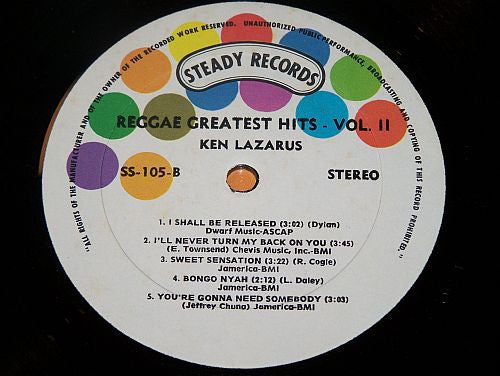 "ALL RIGHTS OF THE MANUFACTURER AND OF THE OWNER OF THE RECORDED WORK RESERVED. UNAUTHORIZED PUBLIC PERFORMANCE, BROADCASTING AND COPYING OF THIS RECORD PROHIBITED."
STEADY RECORDS
REGGAE GREATEST HITS - VOL. II
KEN LAZARUS
SS-105-B
STEREO
1. I SHALL BE RELEASED (3:02) (Dylan)
Dwarf Music-ASCAP
2. I'LL NEVER TURN MY BACK ON YOU (3:45)
(E. Townsend) Chevis Music, Inc.-BMI
3. SWEET SENSATION (3:22) (R. Cogle)
Jamerica-BMI
4. BONGO NYAH (2:12) (L. Daley)
Jamerica-BMI
5. YOU'RE GONNA NEED SOMEBODY (3:03)
(Jeffrey Chung) Jamerica-BMI